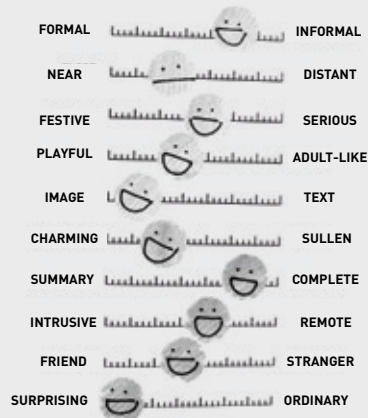 FORMAL INFORMAL
NEAR DISTANT
FESTIVE SERIOUS
PLAYFUL ADULT-LIKE
IMAGE TEXT
CHARMING SULLEN
SUMMARY COMPLETE
INTRUSIVE REMOTE
FRIEND STRANGER
SURPRISING ORDINARY